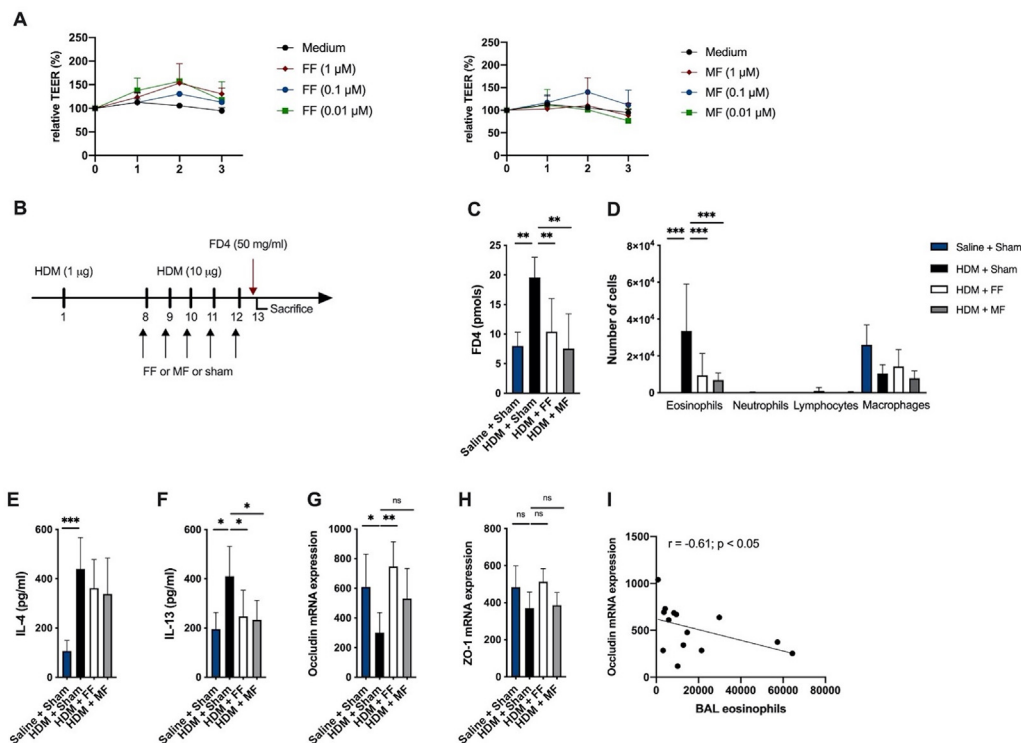 A
relative TEER (%)
250
200
150
100
50
0
0 1 2 3
Medium
FF (1 μM)
FF (0.1 μM)
FF (0.01 μM)
relative TEER (%)
250
200
150
100
50
0
0 1 2 3
Medium
MF (1 μM)
MF (0.1 μM)
MF (0.01 μM)
B
FD4 (50 mg/ml)
HDM (1 μg)
HDM (10 μg)
Sacrifice
1 8 9 10 11 12 13
FF or MF or sham
C
** ** **
FD4 (pmols)
25
20
15
10
5
0
Saline + Sham
HDM + Sham
HDM + FF
HDM + MF
D
*** *** ***
Number of cells
8×10⁴
6×10⁴
4×10⁴
2×10⁴
0
Eosinophils Neutrophils Lymphocytes Macrophages
Saline + Sham
HDM + Sham
HDM + FF
HDM + MF
E
***
IL-4 (pg/ml)
600
400
200
0
Saline + Sham
HDM + Sham
HDM + FF
HDM + MF
F
* * *
IL-13 (pg/ml)
600
400
200
0
Saline + Sham
HDM + Sham
HDM + FF
HDM + MF
G
ns
* **
Occludin mRNA expression
1000
800
600
400
200
0
Saline + Sham
HDM + Sham
HDM + FF
HDM + MF
H
ns
ns ns
ZO-1 mRNA expression
800
600
400
200
0
Saline + Sham
HDM + Sham
HDM + FF
HDM + MF
I
r = -0.61; p < 0.05
Occludin mRNA expression
1500
1000
500
0
0 20000 40000 60000 80000
BAL eosinophils